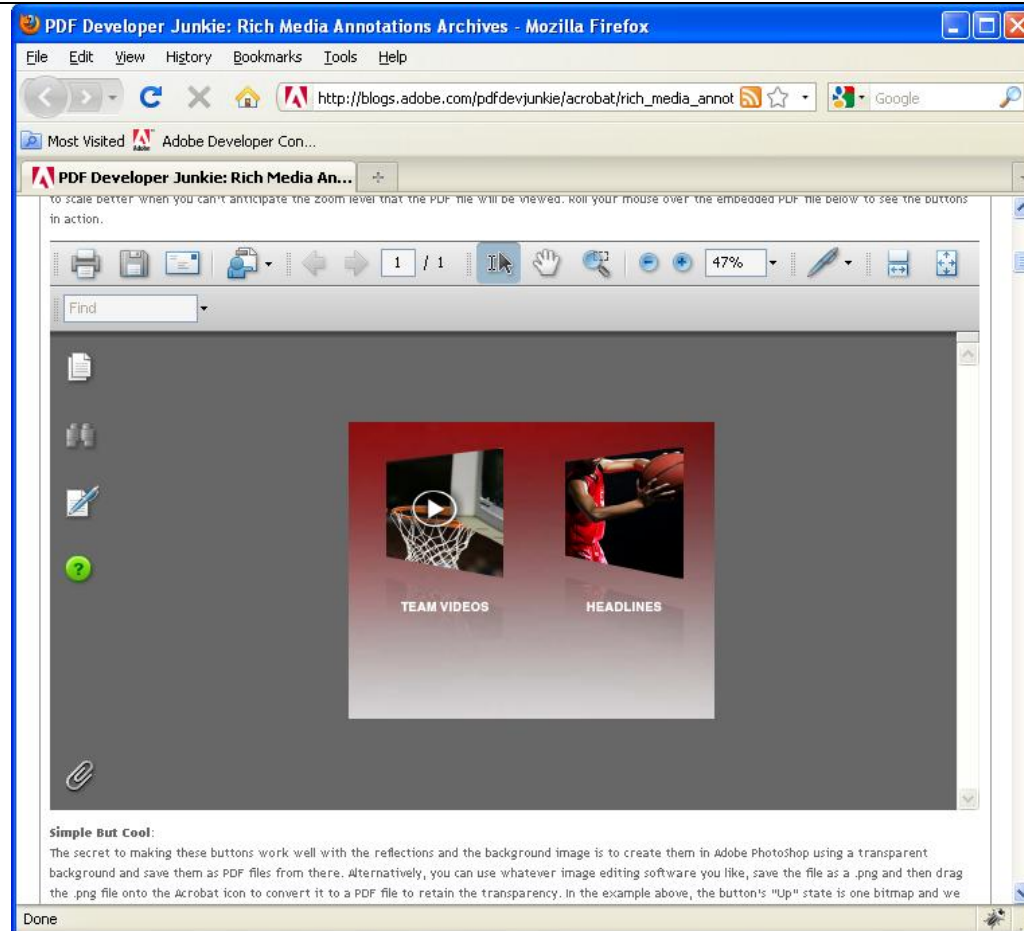 PDF Developer Junkie: Rich Media Annotations Archives - Mozilla Firefox
File Edit View History Bookmarks Tools Help
http://blogs.adobe.com/pdfdevjunkie/acrobat/rich_media_annot
Google
Most Visited Adobe Developer Con...
PDF Developer Junkie: Rich Media An...
to scale better when you can't anticipate the zoom level that the PDF file will be viewed. Roll your mouse over the embedded PDF file below to see the buttons
in action.
1 / 1 47%
Find
TEAM VIDEOS HEADLINES
Simple But Cool:
The secret to making these buttons work well with the reflections and the background image is to create them in Adobe PhotoShop using a transparent
background and save them as PDF files from there. Alternatively, you can use whatever image editing software you like, save the file as a .png and then drag
the .png file onto the Acrobat icon to convert it to a PDF file to retain the transparency. In the example above, the button's "Up" state is one bitmap and we
Done